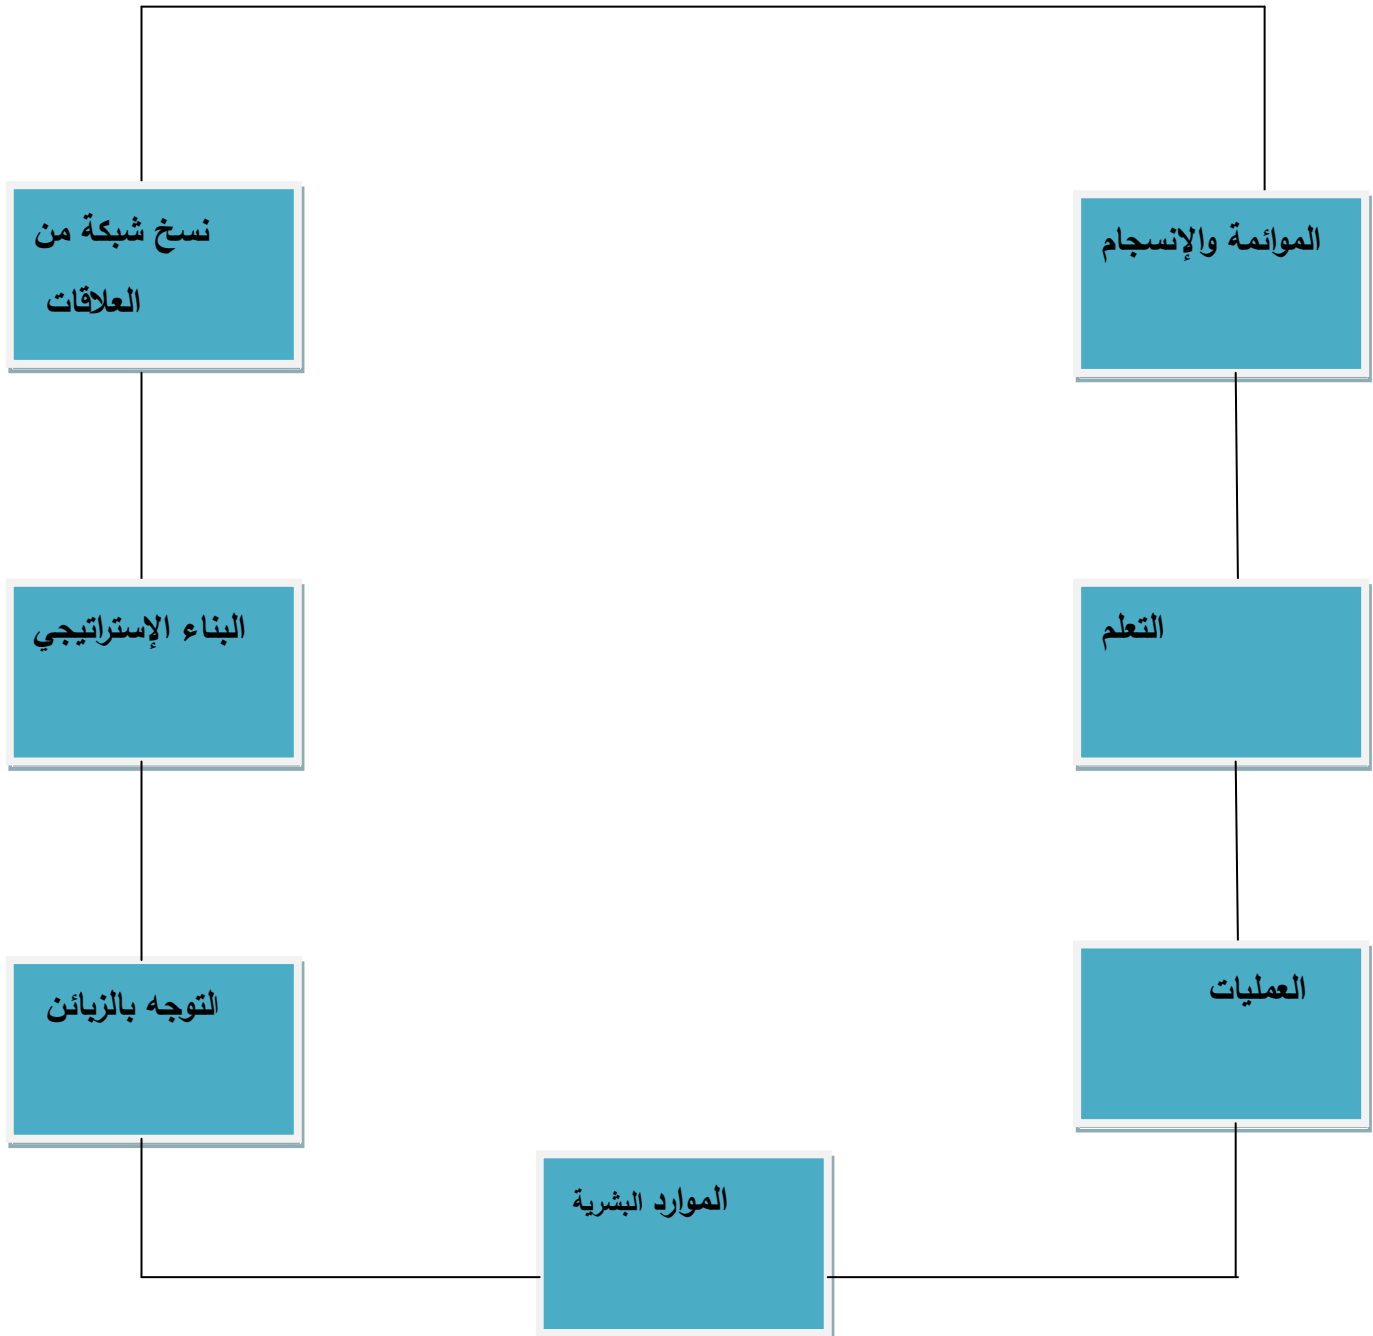 الموائمة والإنسجام
نسخ شبكة من
العلاقات
التعلم
البناء الإستراتيجي
العمليات
التوجه بالزبائن
الموارد البشرية